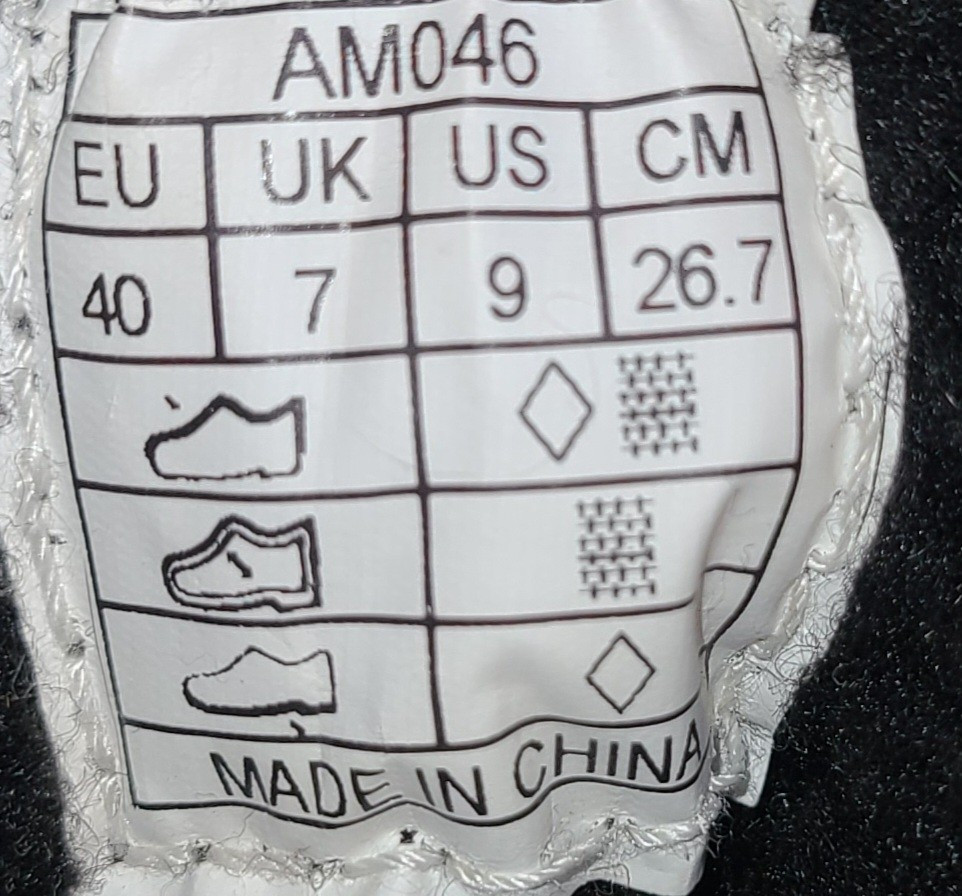 AM046
EU UK US CM
40 7 9 26.7
MADE IN CHINA